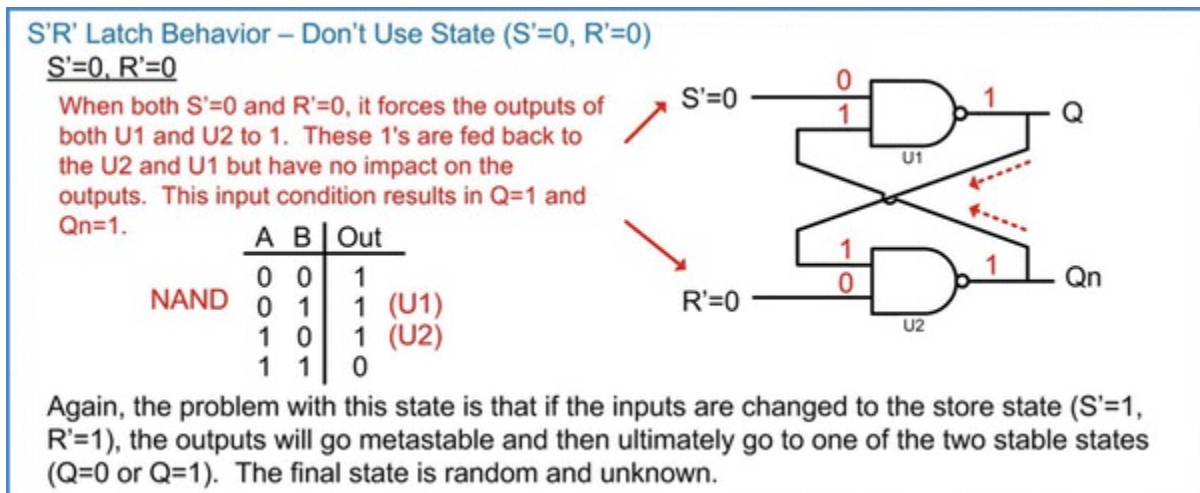 S'R' Latch Behavior – Don't Use State (S'=0, R'=0)
S'=0, R'=0
When both S'=0 and R'=0, it forces the outputs of
both U1 and U2 to 1. These 1's are fed back to
the U2 and U1 but have no impact on the
outputs. This input condition results in Q=1 and
Qn=1.
A B Out
0 0 1
NAND 0 1 1 (U1)
1 0 1 (U2)
1 1 0
S'=0 0 1 Q
1
U1
1
R'=0 0 1 Qn
U2
Again, the problem with this state is that if the inputs are changed to the store state (S'=1,
R'=1), the outputs will go metastable and then ultimately go to one of the two stable states
(Q=0 or Q=1). The final state is random and unknown.